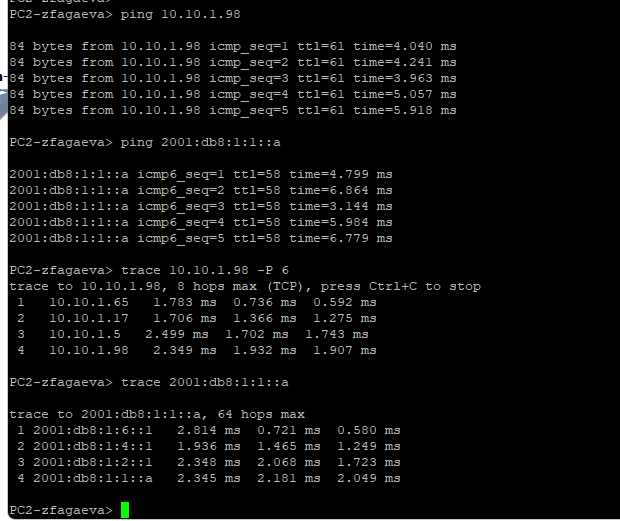 PC2-zfagaeva> ping 10.10.1.98
84 bytes from 10.10.1.98 icmp_seq=1 ttl=61 time=4.040 ms
84 bytes from 10.10.1.98 icmp_seq=2 ttl=61 time=4.241 ms
84 bytes from 10.10.1.98 icmp_seq=3 ttl=61 time=3.963 ms
84 bytes from 10.10.1.98 icmp_seq=4 ttl=61 time=5.057 ms
84 bytes from 10.10.1.98 icmp_seq=5 ttl=61 time=5.918 ms
PC2-zfagaeva> ping 2001:db8:1:1::a
2001:db8:1:1::a icmp6_seq=1 ttl=58 time=4.799 ms
2001:db8:1:1::a icmp6_seq=2 ttl=58 time=6.864 ms
2001:db8:1:1::a icmp6_seq=3 ttl=58 time=3.144 ms
2001:db8:1:1::a icmp6_seq=4 ttl=58 time=5.984 ms
2001:db8:1:1::a icmp6_seq=5 ttl=58 time=6.779 ms
PC2-zfagaeva> trace 10.10.1.98 -P 6
trace to 10.10.1.98, 8 hops max (TCP), press Ctrl+C to stop
1 10.10.1.65 1.783 ms 0.736 ms 0.592 ms
2 10.10.1.17 1.706 ms 1.366 ms 1.275 ms
3 10.10.1.5 2.499 ms 1.702 ms 1.743 ms
4 10.10.1.98 2.349 ms 1.932 ms 1.907 ms
PC2-zfagaeva> trace 2001:db8:1:1::a
trace to 2001:db8:1:1::a, 64 hops max
1 2001:db8:1:6::1 2.814 ms 0.721 ms 0.580 ms
2 2001:db8:1:4::1 1.936 ms 1.465 ms 1.249 ms
3 2001:db8:1:2::1 2.348 ms 2.068 ms 1.723 ms
4 2001:db8:1:1::a 2.345 ms 2.181 ms 2.049 ms
PC2-zfagaeva>